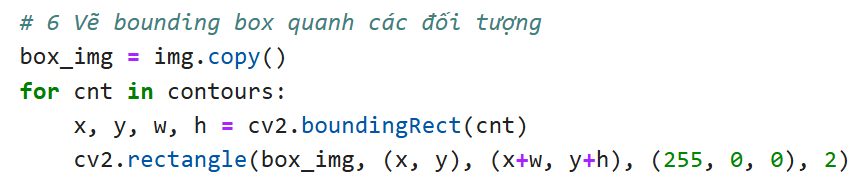 # 6 Vẽ bounding box quanh các đối tượng
box_img = img.copy()
for cnt in contours:
    x, y, w, h = cv2.boundingRect(cnt)
    cv2.rectangle(box_img, (x, y), (x+w, y+h), (255, 0, 0), 2)